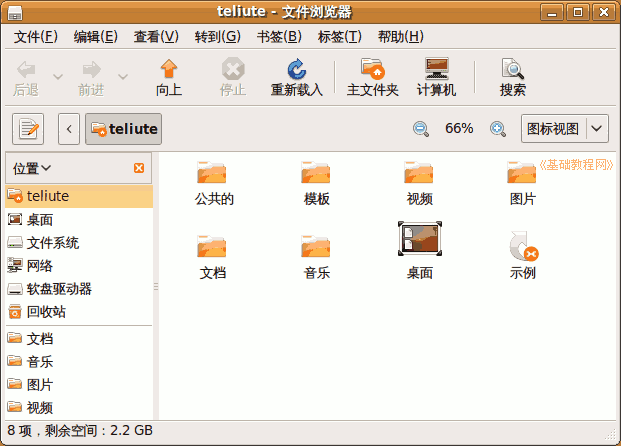 teliute - 文件浏览器
文件(F) 编辑(E) 查看(V) 转到(G) 书签(B) 标签(T) 帮助(H)
后退 前进 向上 停止 重新载入 主文件夹 计算机 搜索
teliute 66% 图标视图
位置
teliute
桌面
文件系统
网络
软盘驱动器
回收站
文档
音乐
图片
视频
《基础教程网》
公共的 模板 视频 图片
文档 音乐 桌面 示例
8 项，剩余空间：2.2 GB